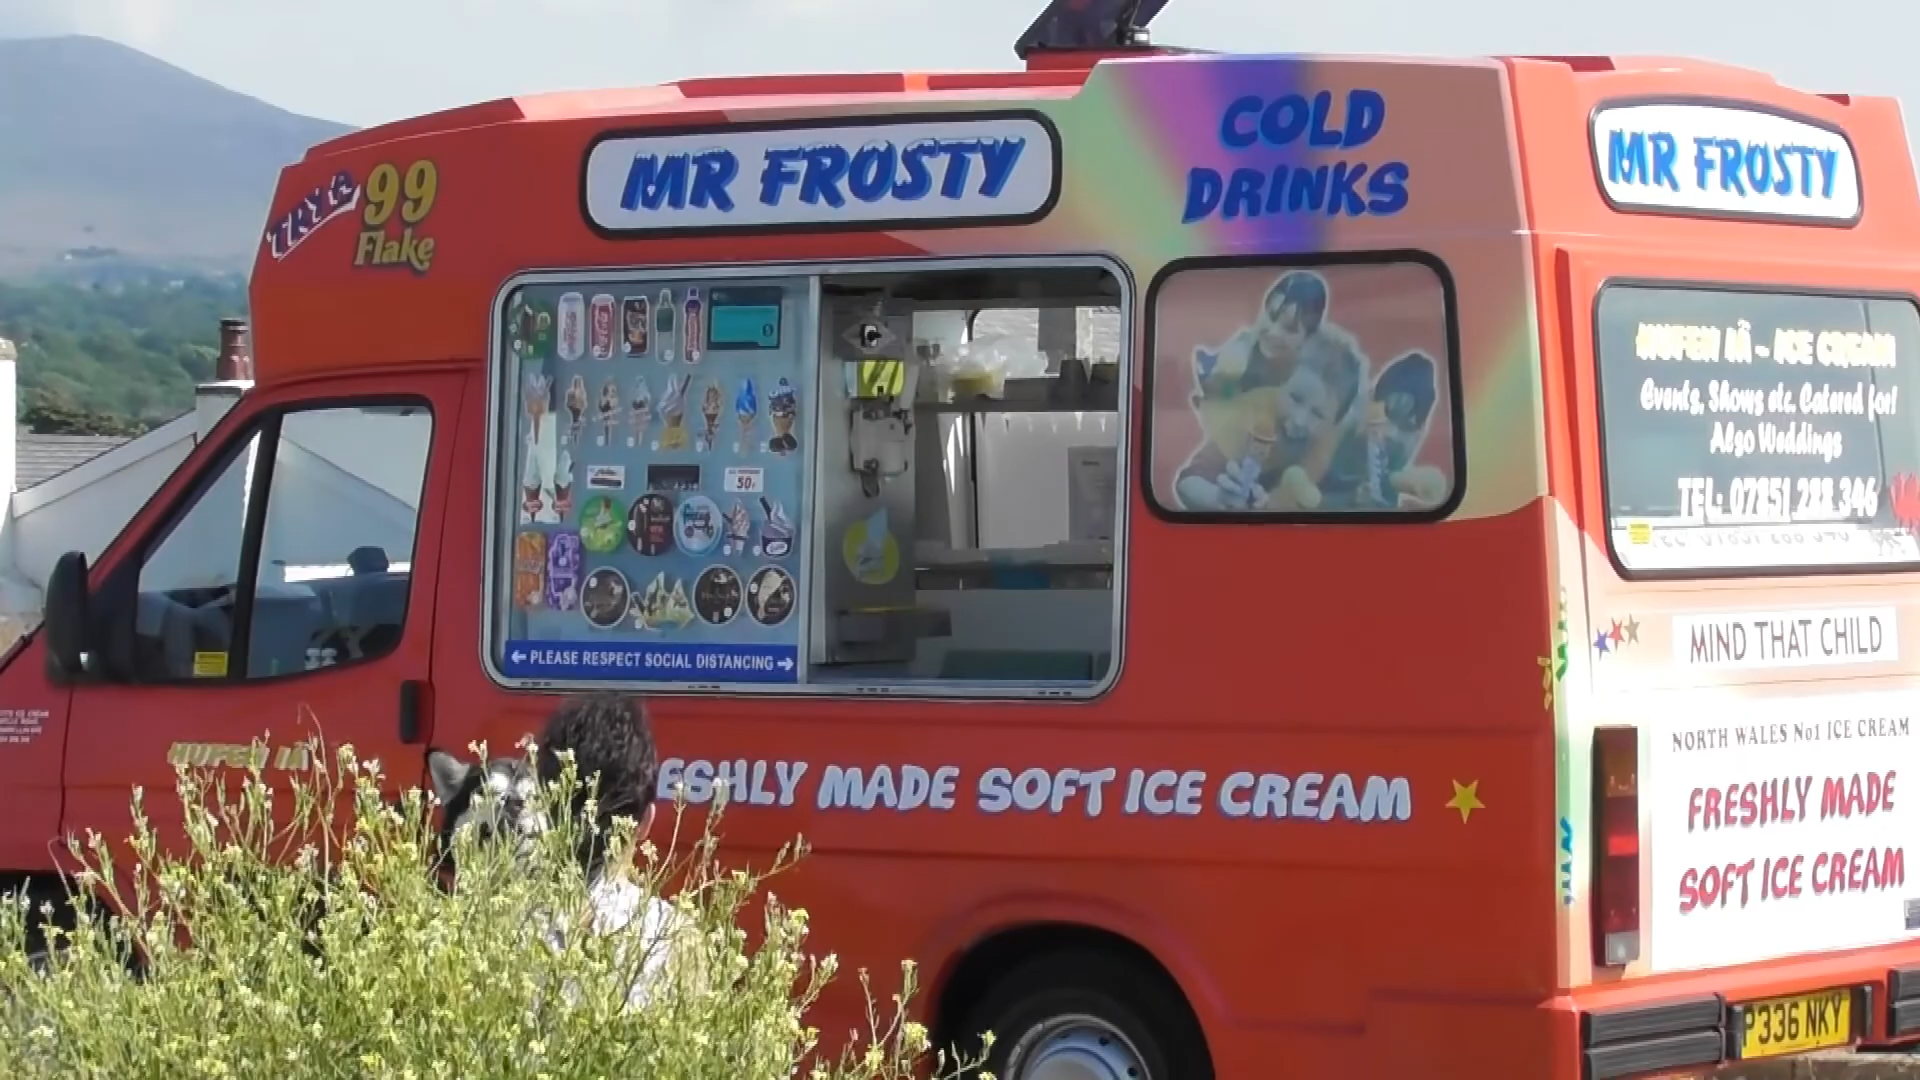 TRY A
99
Flake
MR FROSTY
COLD
DRINKS
MR FROSTY
50p
← PLEASE RESPECT SOCIAL DISTANCING →
HUFEN IÂ
ESHLY MADE SOFT ICE CREAM
HUFEN IÂ - ICE CREAM
Events, Shows etc. Catered for!
Also Weddings
TEL: 07851 288 346
MIND THAT CHILD
NORTH WALES No1 ICE CREAM
FRESHLY MADE
SOFT ICE CREAM
P336 NKY